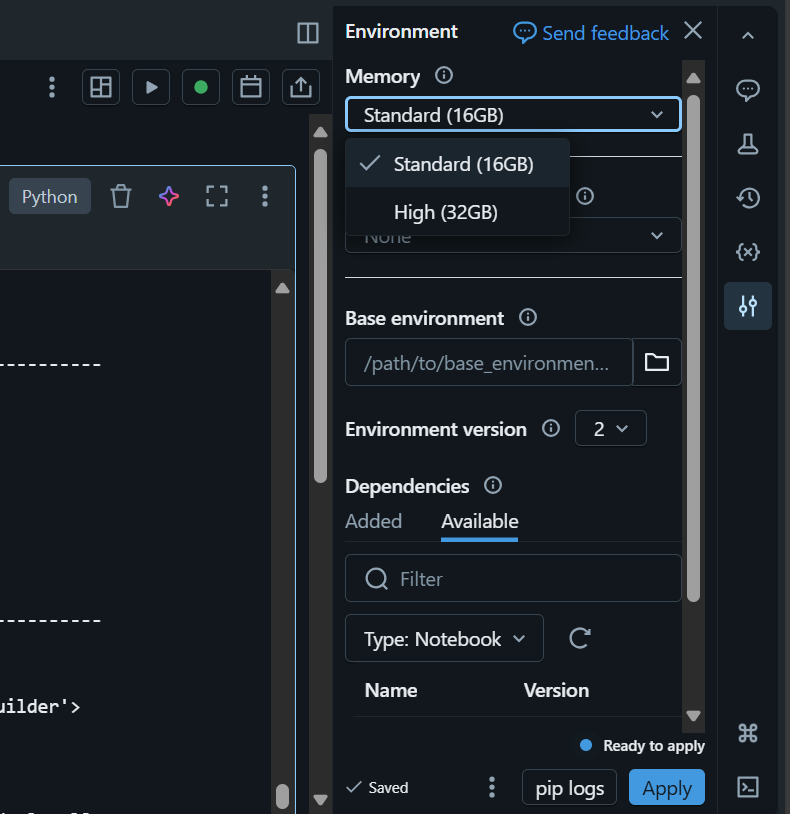 Environment
Send feedback
Memory
Standard (16GB)
Standard (16GB)
High (32GB)
None
Python
Base environment
/path/to/base_environmen...
----------
Environment version
2
Dependencies
Added
Available
Filter
----------
Type: Notebook
Name
Version
uilder'>
Ready to apply
Saved
pip logs
Apply